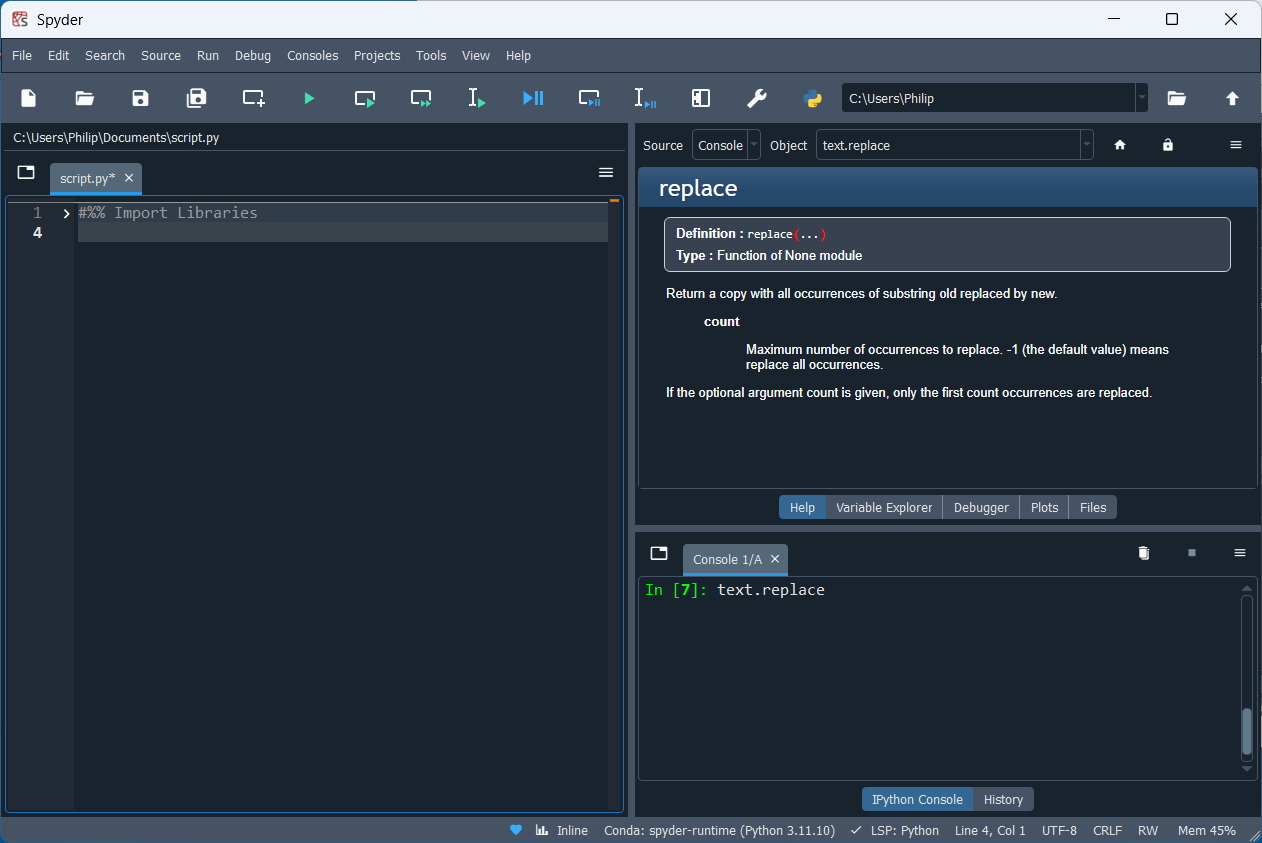 Spyder
File Edit Search Source Run Debug Consoles Projects Tools View Help
C:\Users\Philip
C:\Users\Philip\Documents\script.py
script.py*
1 #%% Import Libraries
4
Source Console Object text.replace
replace
Definition : replace(...)
Type : Function of None module
Return a copy with all occurrences of substring old replaced by new.
count
Maximum number of occurrences to replace. -1 (the default value) means
replace all occurrences.
If the optional argument count is given, only the first count occurrences are replaced.
Help Variable Explorer Debugger Plots Files
Console 1/A
In [7]: text.replace
IPython Console History
Inline Conda: spyder-runtime (Python 3.11.10) LSP: Python Line 4, Col 1 UTF-8 CRLF RW Mem 45%